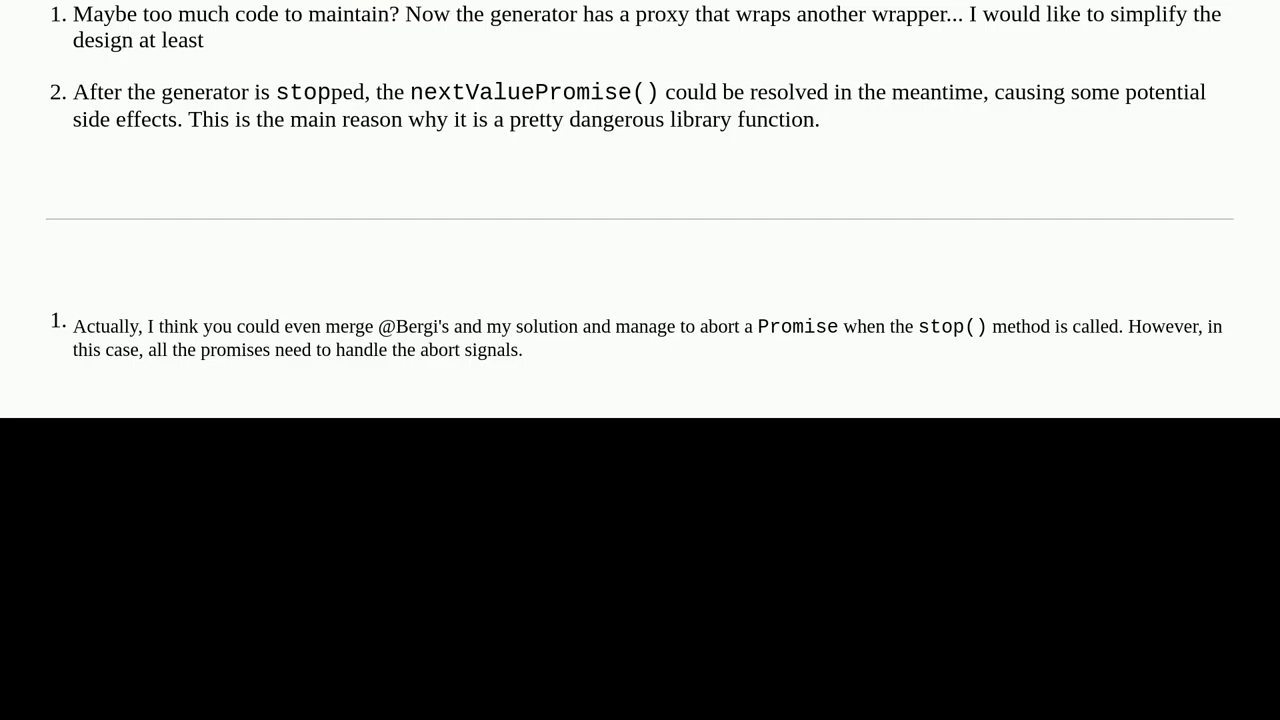 1. Maybe too much code to maintain? Now the generator has a proxy that wraps another wrapper... I would like to simplify the
design at least
2. After the generator is stopped, the nextValuePromise() could be resolved in the meantime, causing some potential
side effects. This is the main reason why it is a pretty dangerous library function.
1. Actually, I think you could even merge @Bergi's and my solution and manage to abort a Promise when the stop() method is called. However, in
this case, all the promises need to handle the abort signals.